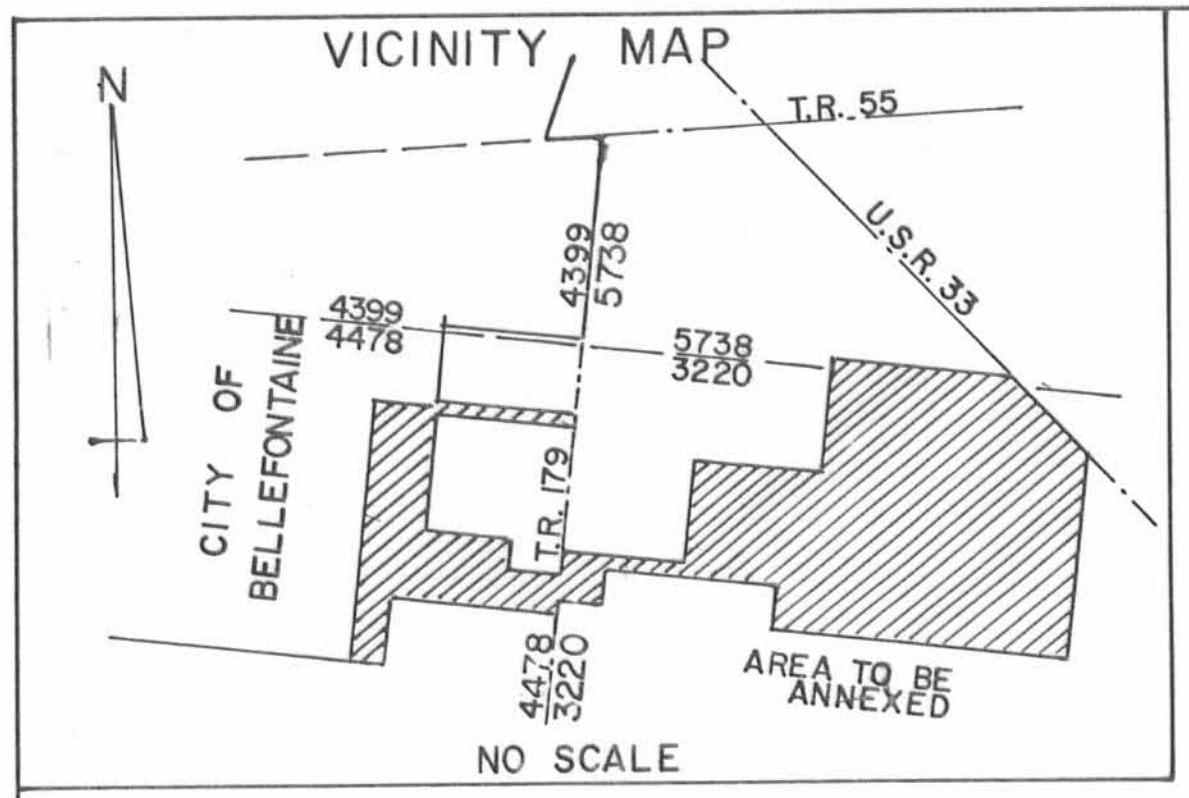 VICINITY MAP
N
T.R. 55
U.S.R. 33
4399
5738
4399
4478
5738
3220
CITY OF
BELLEFONTAINE
T.R. 179
4478
3220
AREA TO BE
ANNEXED
NO SCALE